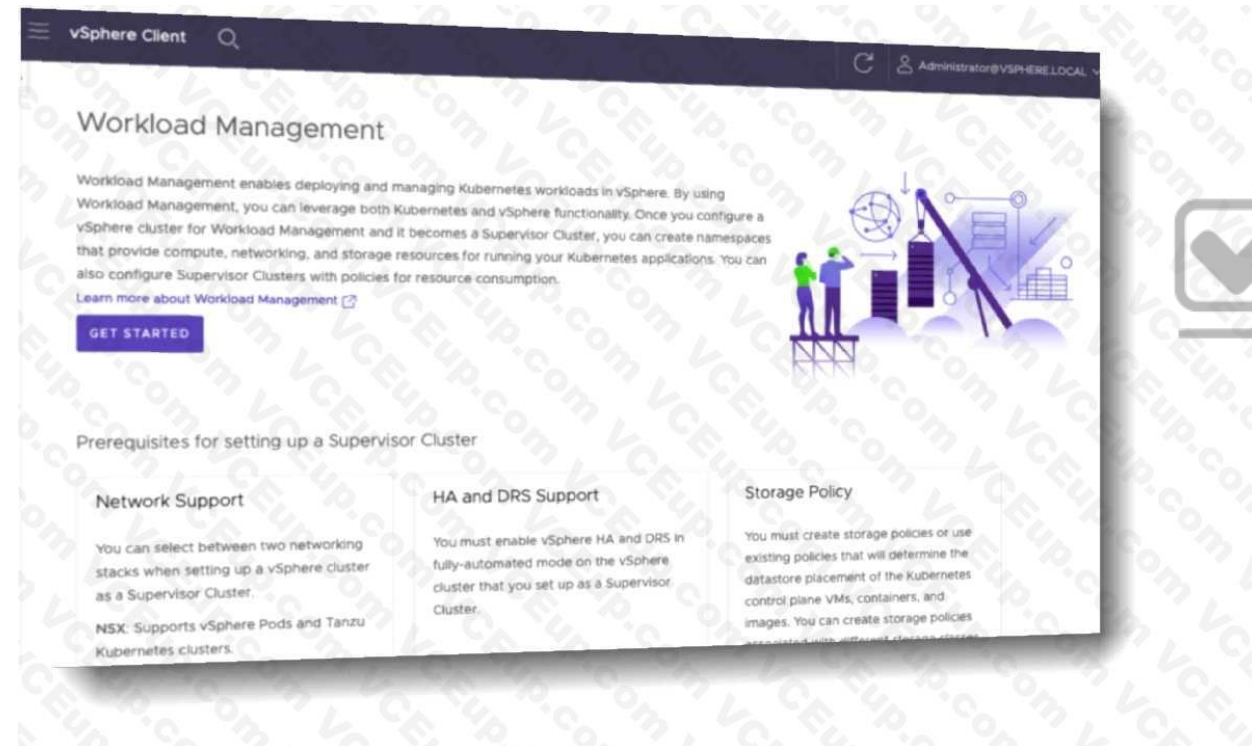 vSphere Client
Administrator@VSPHERE.LOCAL
Workload Management
Workload Management enables deploying and managing Kubernetes workloads in vSphere. By using
Workload Management, you can leverage both Kubernetes and vSphere functionality. Once you configure a
vSphere cluster for Workload Management and it becomes a Supervisor Cluster, you can create namespaces
that provide compute, networking, and storage resources for running your Kubernetes applications. You can
also configure Supervisor Clusters with policies for resource consumption.
Learn more about Workload Management
GET STARTED
Prerequisites for setting up a Supervisor Cluster
Network Support
You can select between two networking
stacks when setting up a vSphere cluster
as a Supervisor Cluster.
NSX: Supports vSphere Pods and Tanzu
Kubernetes clusters.
HA and DRS Support
You must enable vSphere HA and DRS in
fully-automated mode on the vSphere
cluster that you set up as a Supervisor
Cluster.
Storage Policy
You must create storage policies or use
existing policies that will determine the
datastore placement of the Kubernetes
control plane VMs, containers, and
images. You can create storage policies
associated with different storage classes
VCEup.com